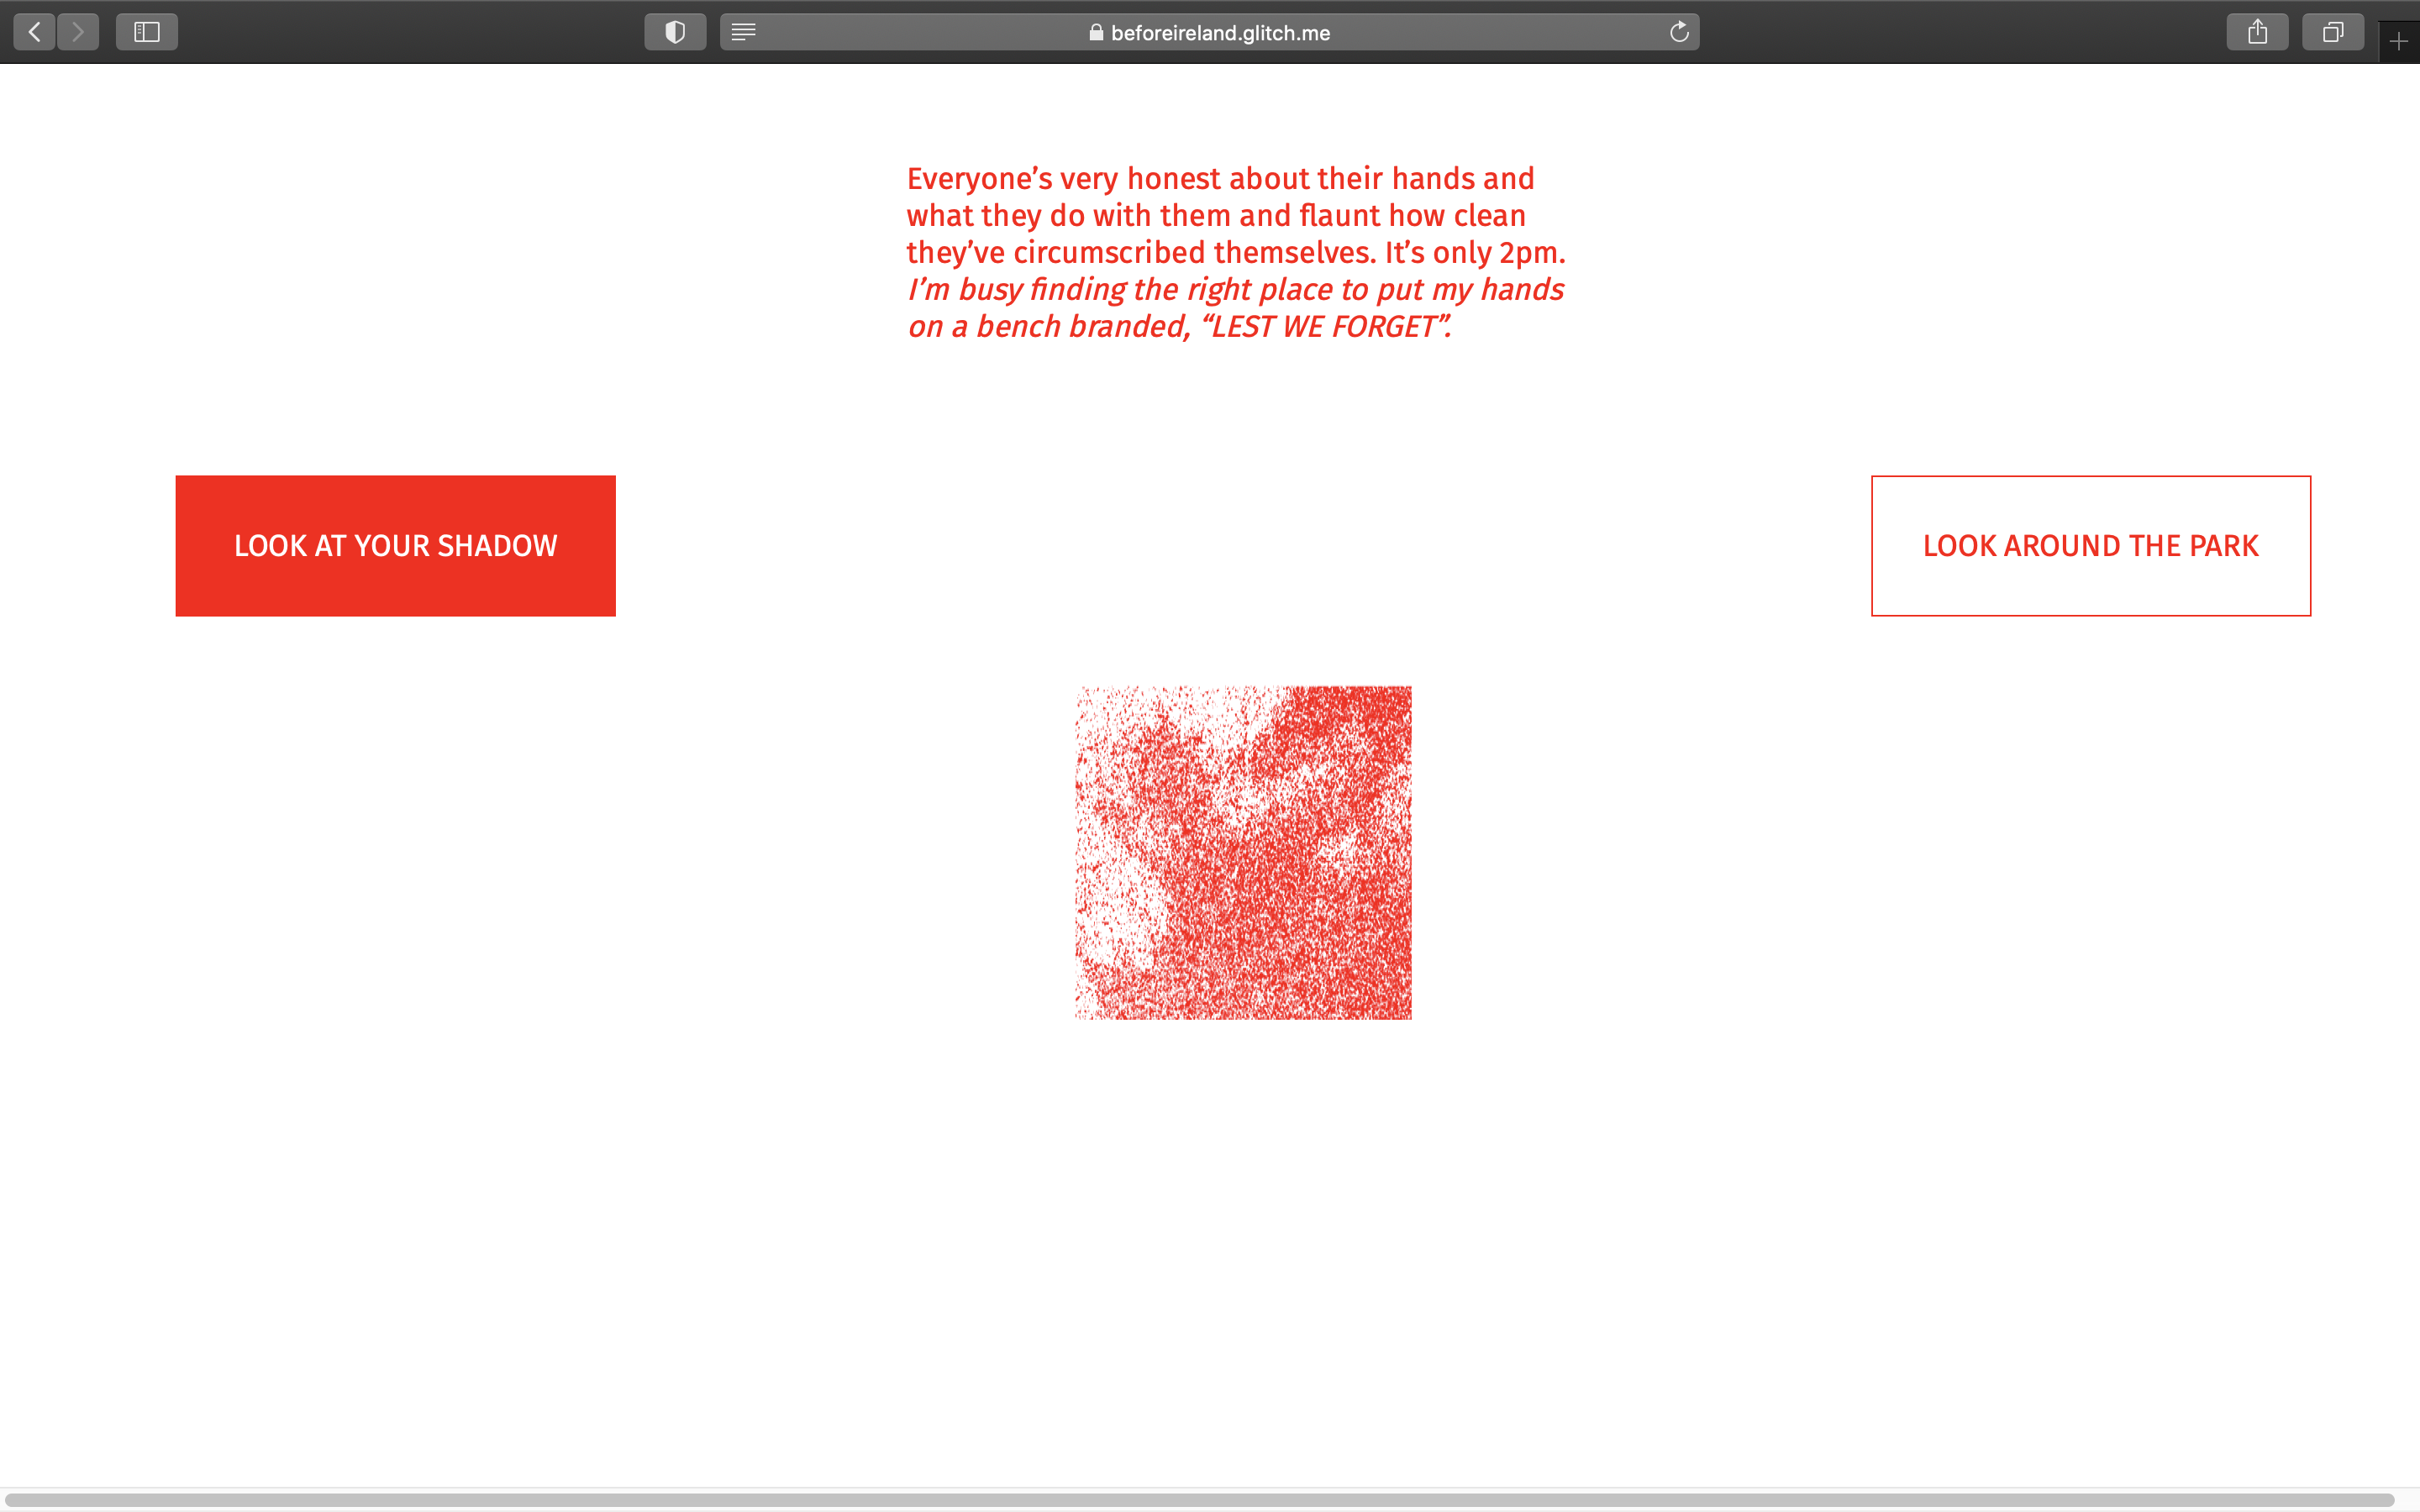 beforeireland.glitch.me
Everyone’s very honest about their hands and
what they do with them and flaunt how clean
they’ve circumscribed themselves. It’s only 2pm.
I’m busy finding the right place to put my hands
on a bench branded, “LEST WE FORGET”.
LOOK AT YOUR SHADOW
LOOK AROUND THE PARK